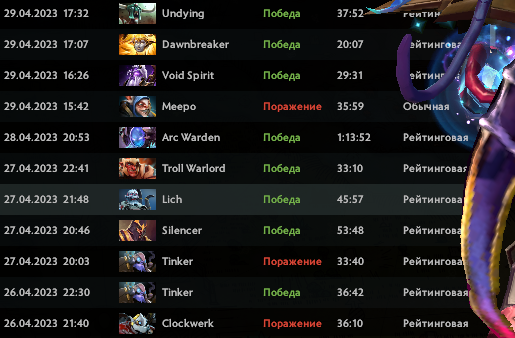 29.04.2023 17:32 Undying Победа 37:52 Рейтинг
29.04.2023 17:07 Dawnbreaker Победа 20:07 Рейтинговая
29.04.2023 16:26 Void Spirit Победа 29:31 Рейтингова
29.04.2023 15:42 Meepo Поражение 35:59 Обычная
28.04.2023 20:53 Arc Warden Победа 1:13:52 Рейтинговая
27.04.2023 22:41 Troll Warlord Победа 33:10 Рейтинговая
27.04.2023 21:48 Lich Победа 45:57 Рейтинговая
27.04.2023 20:46 Silencer Победа 53:48 Рейтинговая
27.04.2023 20:03 Tinker Поражение 33:40 Рейтинговая
26.04.2023 22:30 Tinker Победа 36:42 Рейтинговая
26.04.2023 21:40 Clockwerk Поражение 36:10 Рейтинговая